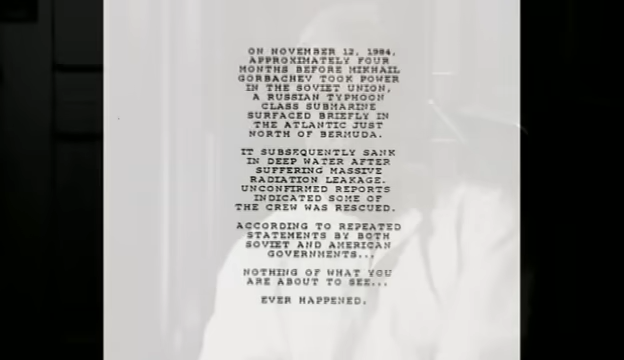 ON NOVEMBER 12, 1984,
APPROXIMATELY FOUR
MONTHS BEFORE MIKHAIL
GORBACHEV TOOK POWER
IN THE SOVIET UNION,
A RUSSIAN TYPHOON
CLASS SUBMARINE
SURFACED BRIEFLY IN
THE ATLANTIC JUST
NORTH OF BERMUDA.
IT SUBSEQUENTLY SANK
IN DEEP WATER AFTER
SUFFERING MASSIVE
RADIATION LEAKAGE.
UNCONFIRMED REPORTS
INDICATED SOME OF
THE CREW WAS RESCUED.
ACCORDING TO REPEATED
STATEMENTS BY BOTH
SOVIET AND AMERICAN
GOVERNMENTS...
NOTHING OF WHAT YOU
ARE ABOUT TO SEE...
EVER HAPPENED.